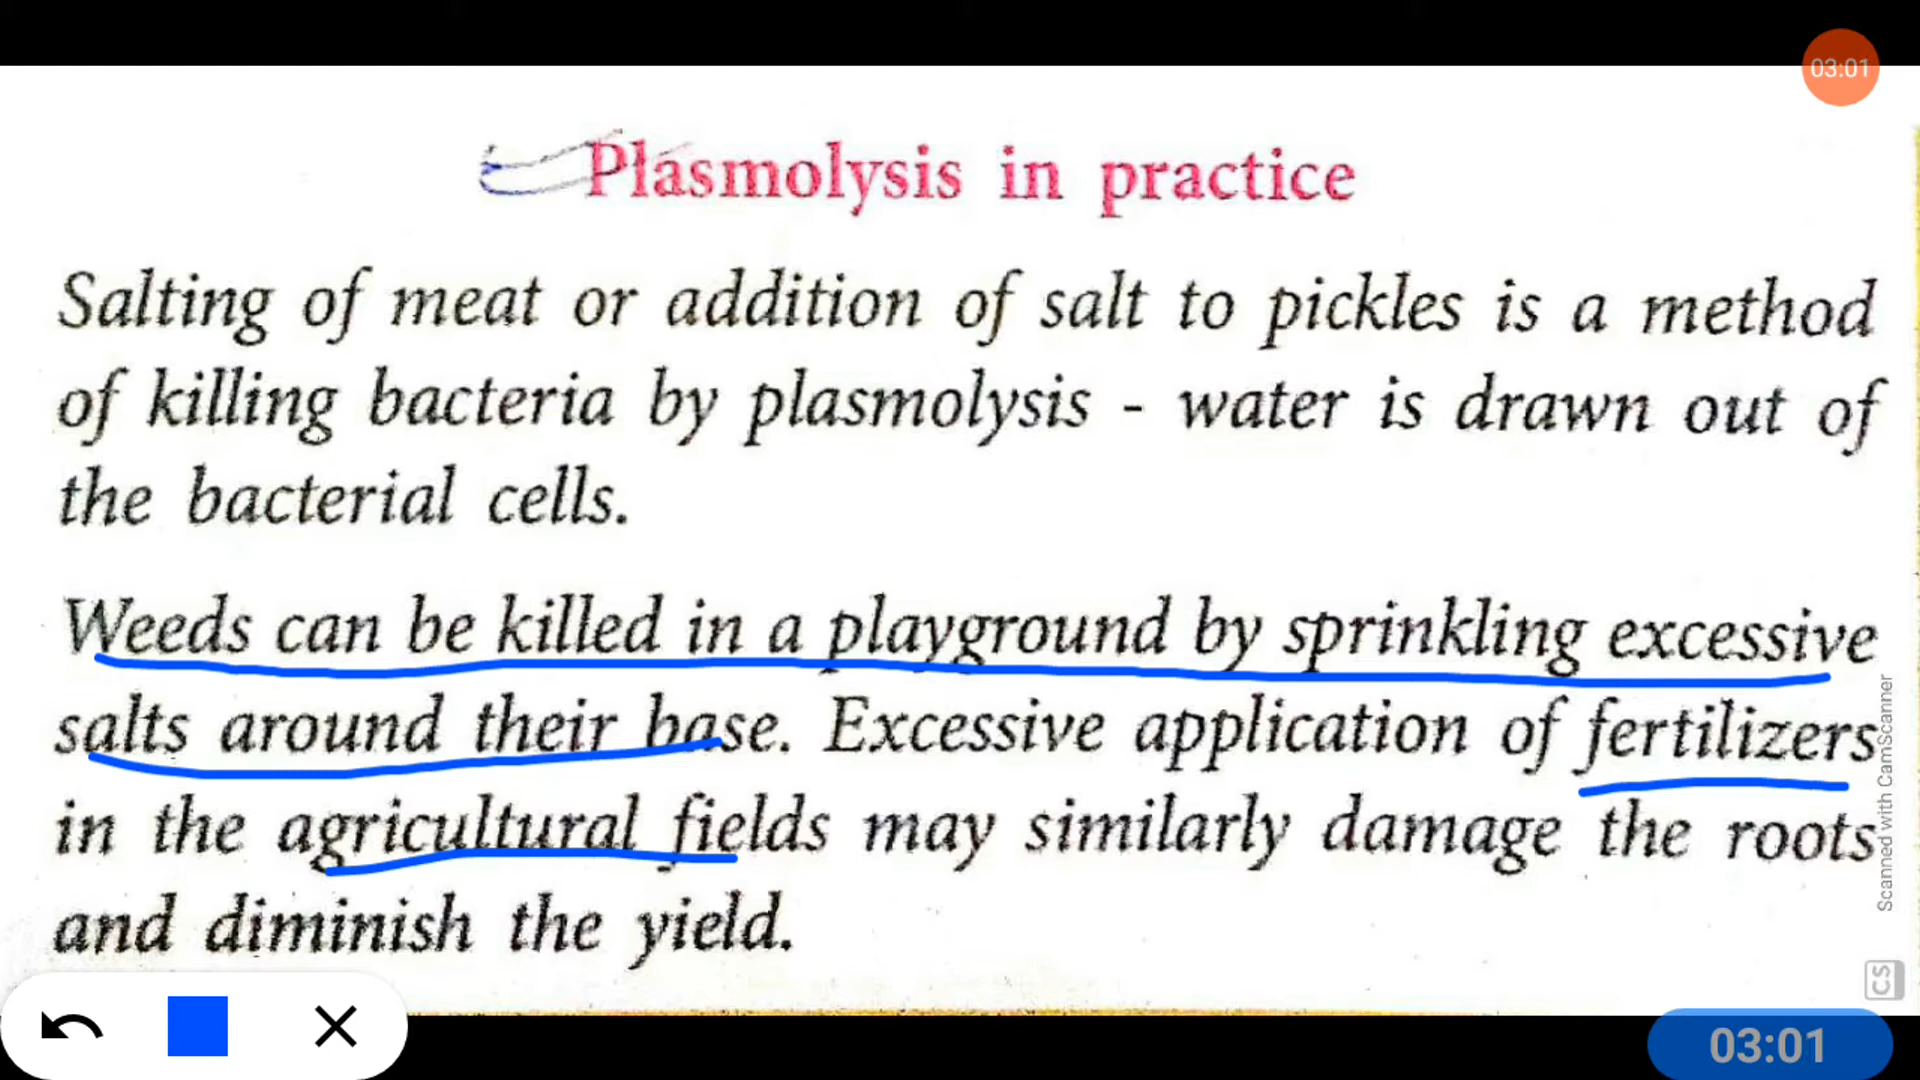 03:01
Plasmolysis in practice
Salting of meat or addition of salt to pickles is a method
of killing bacteria by plasmolysis - water is drawn out of
the bacterial cells.
Weeds can be killed in a playground by sprinkling excessive
salts around their base. Excessive application of fertilizers
in the agricultural fields may similarly damage the roots
and diminish the yield.
Scanned with CamScanner
CS
03:01